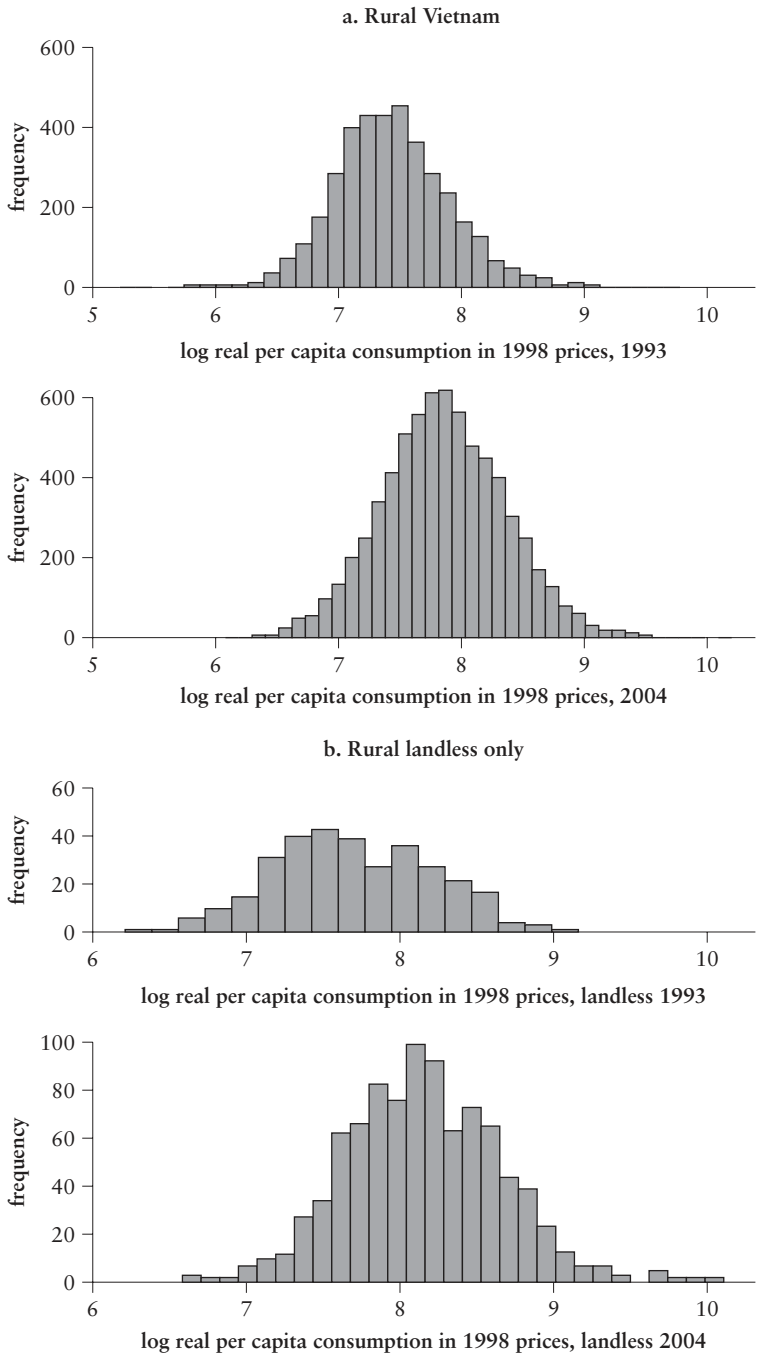 a. Rural Vietnam
600
400
200
0
frequency
5 6 7 8 9 10
log real per capita consumption in 1998 prices, 1993
600
400
200
0
frequency
5 6 7 8 9 10
log real per capita consumption in 1998 prices, 2004
b. Rural landless only
60
40
20
0
frequency
6 7 8 9 10
log real per capita consumption in 1998 prices, landless 1993
100
80
60
40
20
0
frequency
6 7 8 9 10
log real per capita consumption in 1998 prices, landless 2004